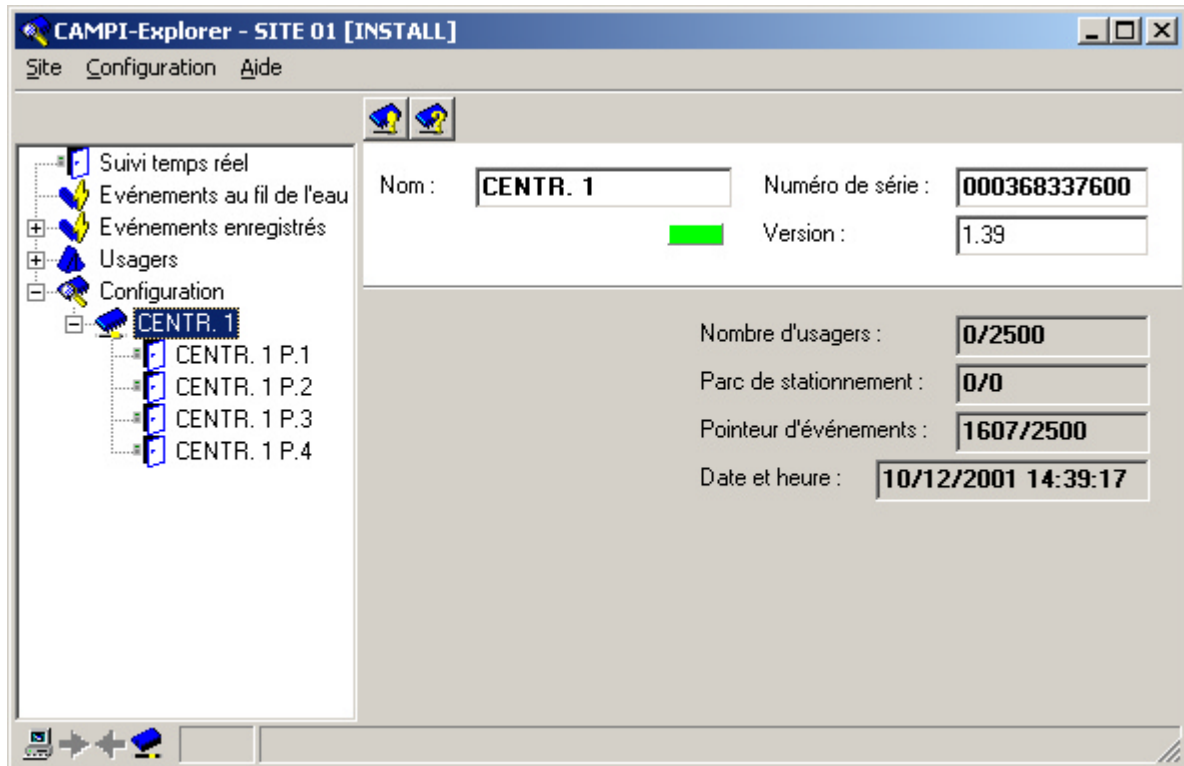 CAMPI-Explorer - SITE 01 [INSTALL]
Site Configuration Aide
Suivi temps réel
Evénements au fil de l'eau
Evénements enregistrés
Usagers
Configuration
CENTR. 1
CENTR. 1 P.1
CENTR. 1 P.2
CENTR. 1 P.3
CENTR. 1 P.4
Nom : CENTR. 1 Numéro de série : 000368337600
Version : 1.39
Nombre d'usagers : 0/2500
Parc de stationnement : 0/0
Pointeur d'événements : 1607/2500
Date et heure : 10/12/2001 14:39:17